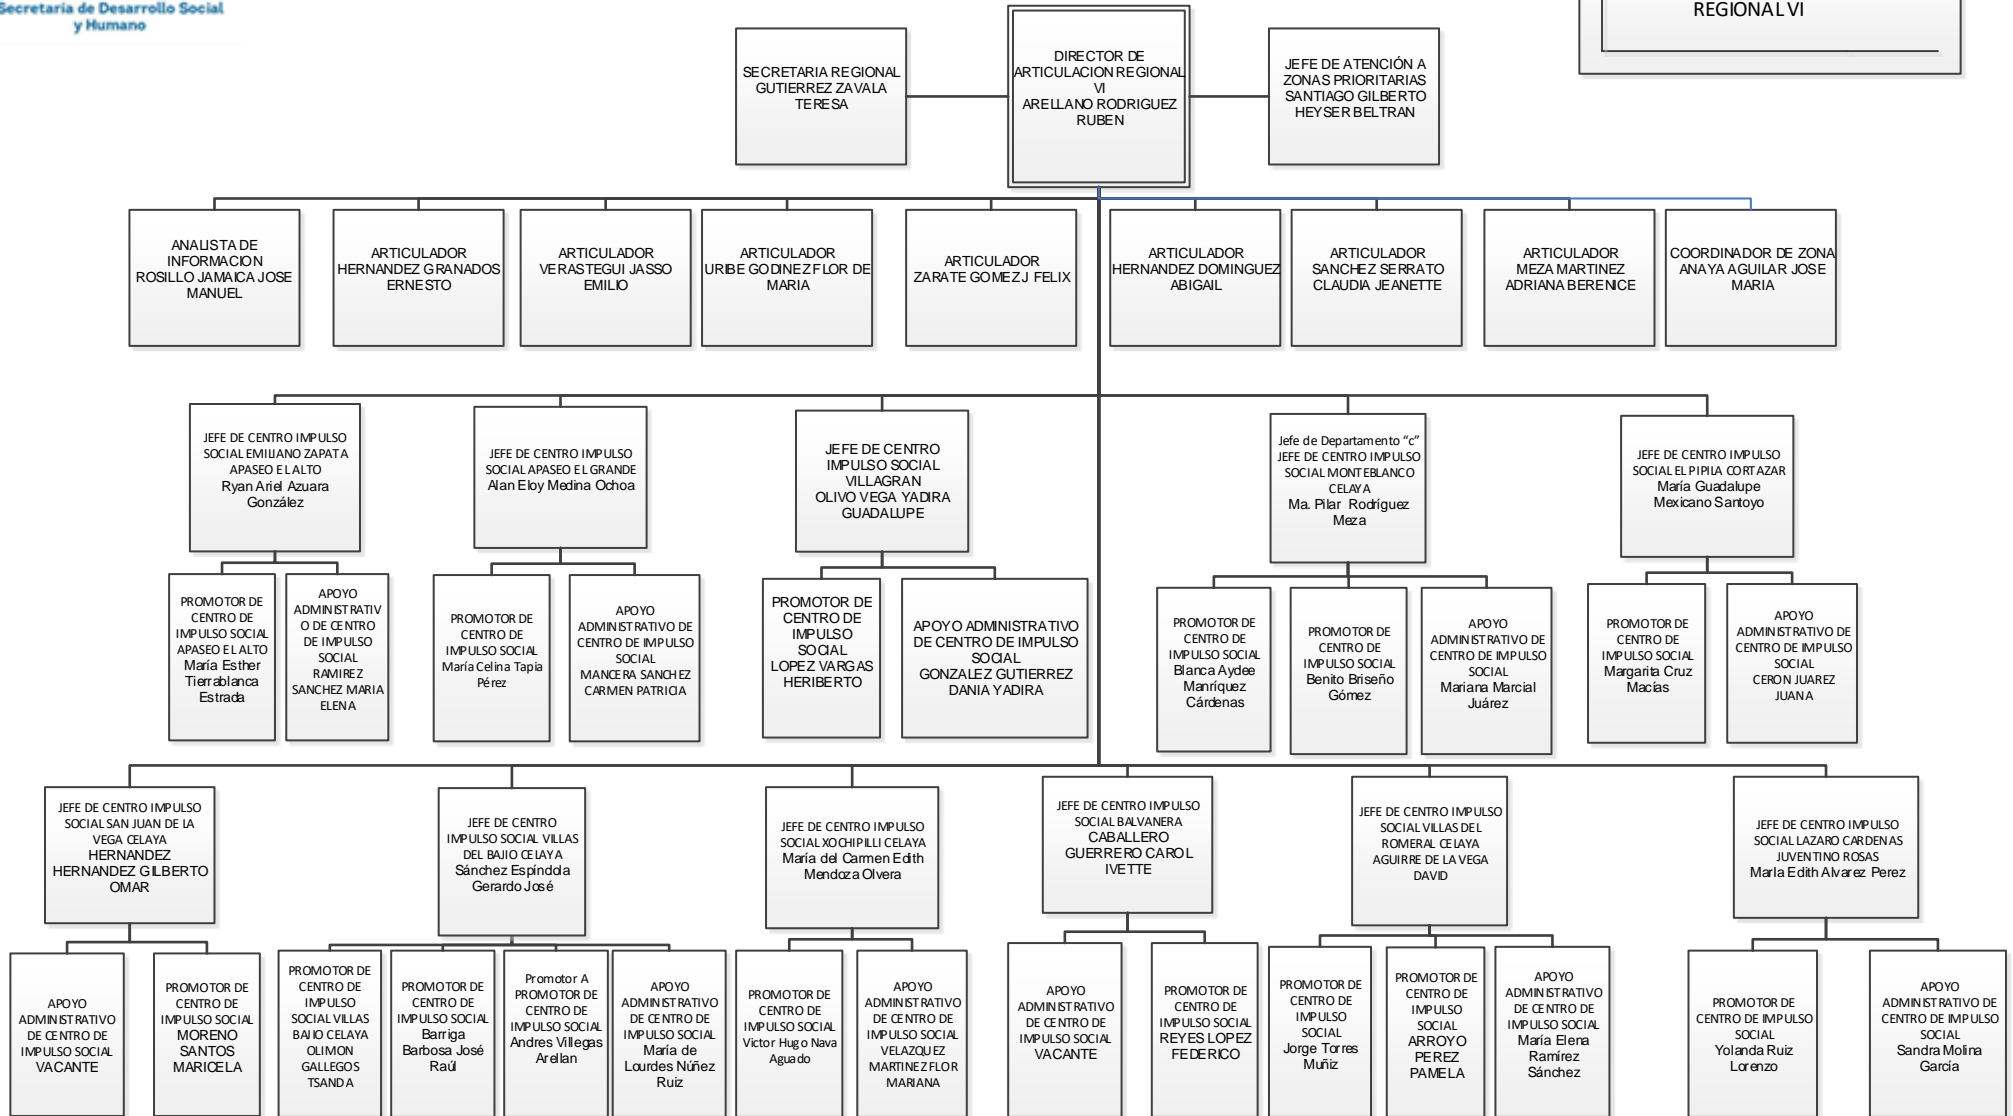 Secretaría de Desarrollo Social
y Humano
REGIONAL VI
SECRETARIA REGIONAL
GUTIERREZ ZAVALA
TERESA
DIRECTOR DE
ARTICULACION REGIONAL
VI
ARELLANO RODRIGUEZ
RUBEN
JEFE DE ATENCIÓN A
ZONAS PRIORITARIAS
SANTIAGO GILBERTO
HEYSER BELTRAN
ANALISTA DE
INFORMACION
ROSILLO JAMAICA JOSE
MANUEL
ARTICULADOR
HERNANDEZ GRANADOS
ERNESTO
ARTICULADOR
VERASTEGUI JASSO
EMILIO
ARTICULADOR
URIBE GODINEZ FLOR DE
MARIA
ARTICULADOR
ZARATE GOMEZ J FELIX
ARTICULADOR
HERNANDEZ DOMINGUEZ
ABIGAIL
ARTICULADOR
SANCHEZ SERRATO
CLAUDIA JEANETTE
ARTICULADOR
MEZA MARTINEZ
ADRIANA BERENICE
COORDINADOR DE ZONA
ANAYA AGUILAR JOSE
MARIA
JEFE DE CENTRO IMPULSO
SOCIAL EMILIANO ZAPATA
APASEO EL ALTO
Ryan Ariel Azuara
González
JEFE DE CENTRO IMPULSO
SOCIAL APASEO EL GRANDE
Alan Eloy Medina Ochoa
JEFE DE CENTRO
IMPULSO SOCIAL
VILLAGRAN
OLIVO VEGA YADIRA
GUADALUPE
Jefe de Departamento “c”
JEFE DE CENTRO IMPULSO
SOCIAL MONTEBLANCO
CELAYA
Ma. Pilar Rodríguez
Meza
JEFE DE CENTRO IMPULSO
SOCIAL EL PIPILA CORTAZAR
María Guadalupe
Mexicano Santoyo
PROMOTOR DE
CENTRO DE
IMPULSO SOCIAL
APASEO EL ALTO
María Esther
Tierrablanca
Estrada
APOYO
ADMINISTRATIV
O DE CENTRO
DE IMPULSO
SOCIAL
RAMIREZ
SANCHEZ MARIA
ELENA
PROMOTOR DE
CENTRO DE
IMPULSO SOCIAL
María Celina Tapia
Pérez
APOYO
ADMINISTRATIVO DE
CENTRO DE IMPULSO
SOCIAL
MANCERA SANCHEZ
CARMEN PATRICIA
PROMOTOR DE
CENTRO DE
IMPULSO
SOCIAL
LOPEZ VARGAS
HERIBERTO
APOYO ADMINISTRATIVO
DE CENTRO DE IMPULSO
SOCIAL
GONZALEZ GUTIERREZ
DANIA YADIRA
PROMOTOR DE
CENTRO DE
IMPULSO SOCIAL
Blanca Aydee
Manríquez
Cárdenas
PROMOTOR DE
CENTRO DE
IMPULSO SOCIAL
Benito Briseño
Gómez
APOYO
ADMINISTRATIVO DE
CENTRO DE IMPULSO
SOCIAL
Mariana Marcial
Juárez
PROMOTOR DE
CENTRO DE
IMPULSO SOCIAL
Margarita Cruz
Macías
APOYO
ADMINISTRATIVO DE
CENTRO DE IMPULSO
SOCIAL
CERON JUAREZ
JUANA
JEFE DE CENTRO IMPULSO
SOCIAL SAN JUAN DE LA
VEGA CELAYA
HERNANDEZ
HERNANDEZ GILBERTO
OMAR
JEFE DE CENTRO
IMPULSO SOCIAL VILLAS
DEL BAJIO CELAYA
Sánchez Espíndola
Gerardo José
JEFE DE CENTRO IMPULSO
SOCIAL XOCHIPILLI CELAYA
María del Carmen Edith
Mendoza Olvera
JEFE DE CENTRO IMPULSO
SOCIAL BALVANERA
CABALLERO
GUERRERO CAROL
IVETTE
JEFE DE CENTRO IMPULSO
SOCIAL VILLAS DEL
ROMERAL CELAYA
AGUIRRE DE LA VEGA
DAVID
JEFE DE CENTRO IMPULSO
SOCIAL LAZARO CARDENAS
JUVENTINO ROSAS
MarIa Edith Alvarez Perez
APOYO
ADMINISTRATIVO
DE CENTRO DE
IMPULSO SOCIAL
VACANTE
PROMOTOR DE
CENTRO DE
IMPULSO SOCIAL
MORENO
SANTOS
MARICELA
PROMOTOR DE
CENTRO DE
IMPULSO
SOCIAL VILLAS
BAJIO CELAYA
OLIMON
GALLEGOS
TSANDA
PROMOTOR DE
CENTRO DE
IMPULSO SOCIAL
Barriga
Barbosa José
Raúl
Promotor A
PROMOTOR DE
CENTRO DE
IMPULSO SOCIAL
Andres Villegas
Arellan
APOYO
ADMINISTRATIVO
DE CENTRO DE
IMPULSO SOCIAL
María de
Lourdes Núñez
Ruiz
PROMOTOR DE
CENTRO DE
IMPULSO SOCIAL
Victor Hugo Nava
Aguado
APOYO
ADMINISTRATIVO
DE CENTRO DE
IMPULSO SOCIAL
VELAZQUEZ
MARTINEZ FLOR
MARIANA
APOYO
ADMINISTRATIVO
DE CENTRO DE
IMPULSO SOCIAL
VACANTE
PROMOTOR DE
CENTRO DE
IMPULSO SOCIAL
REYES LOPEZ
FEDERICO
PROMOTOR DE
CENTRO DE
IMPULSO
SOCIAL
Jorge Torres
Muñiz
PROMOTOR DE
CENTRO DE
IMPULSO
SOCIAL
ARROYO
PEREZ
PAMELA
APOYO
ADMINISTRATIVO
DE CENTRO DE
IMPULSO SOCIAL
María Elena
Ramírez
Sánchez
PROMOTOR DE
CENTRO DE IMPULSO
SOCIAL
Yolanda Ruiz
Lorenzo
APOYO
ADMINISTRATIVO DE
CENTRO DE IMPULSO
SOCIAL
Sandra Molina
García